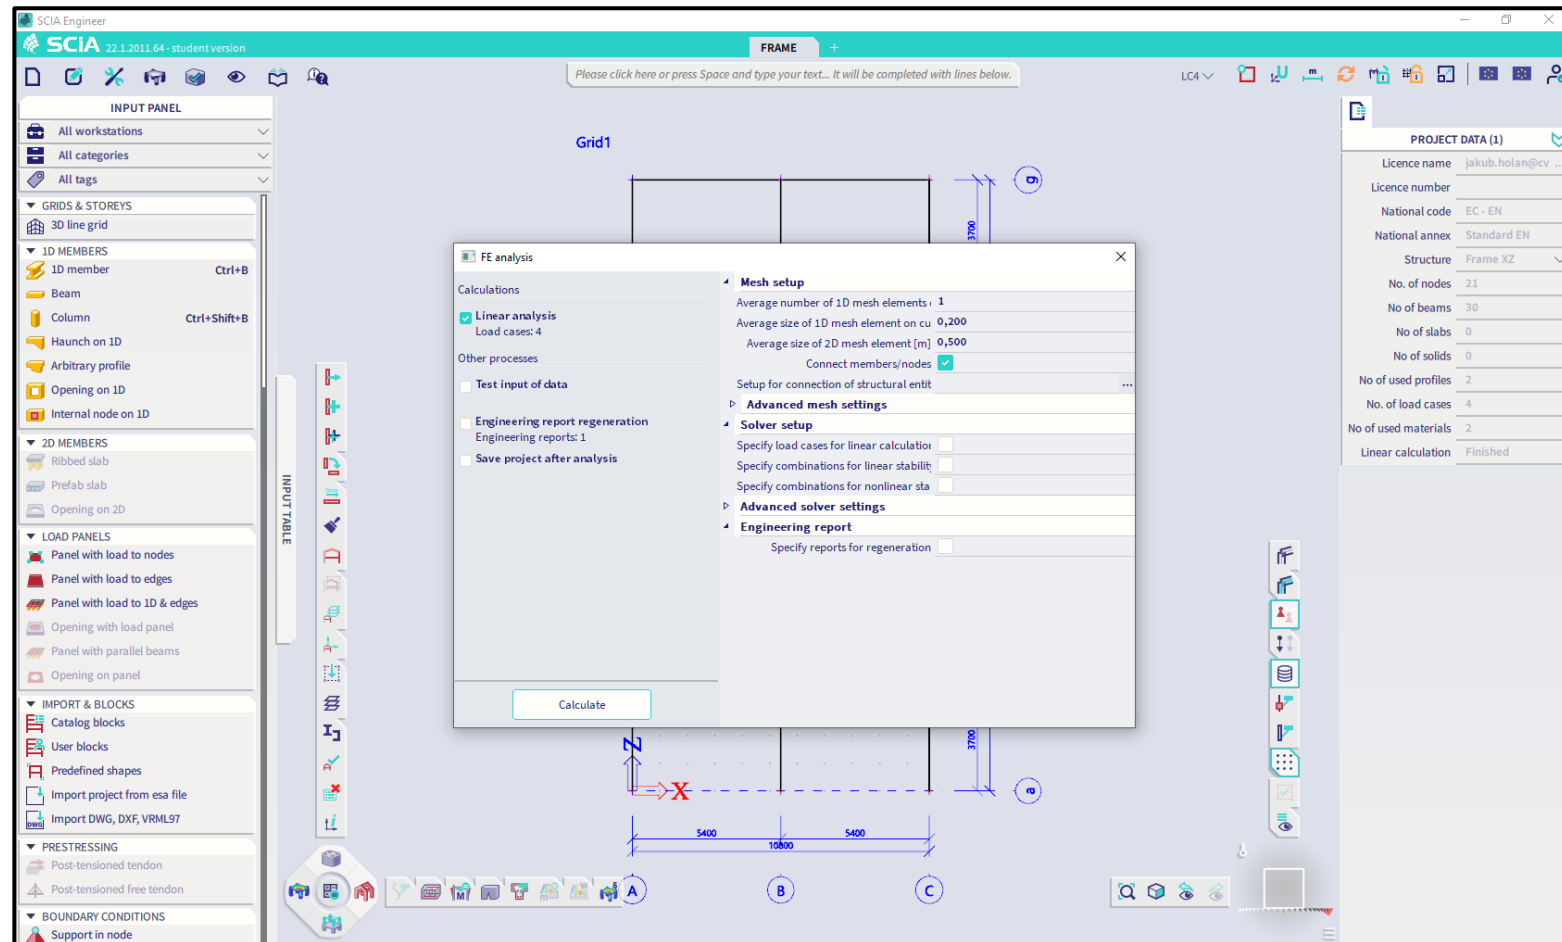 SCIA Engineer
SCiA 22.1.2011.64 - student version
FRAME
Please click here or press Space and type your text... It will be completed with lines below.
LC4
INPUT PANEL
All workstations
All categories
All tags
GRIDS & STOREYS
3D line grid
1D MEMBERS
1D member Ctrl+B
Beam
Column Ctrl+Shift+B
Haunch on 1D
Arbitrary profile
Opening on 1D
Internal node on 1D
2D MEMBERS
Ribbed slab
Prefab slab
Opening on 2D
LOAD PANELS
Panel with load to nodes
Panel with load to edges
Panel with load to 1D & edges
Opening with load panel
Panel with parallel beams
Opening on panel
IMPORT & BLOCKS
Catalog blocks
User blocks
Predefined shapes
Import project from esa file
Import DWG, DXF, VRML97
PRESTRESSING
Post-tensioned tendon
Post-tensioned free tendon
BOUNDARY CONDITIONS
Support in node
INPUT TABLE
Grid1
g
3700
FE analysis
Calculations
Linear analysis
Load cases: 4
Other processes
Test input of data
Engineering report regeneration
Engineering reports: 1
Save project after analysis
Calculate
Mesh setup
Average number of 1D mesh elements 1
Average size of 1D mesh element on cu 0,200
Average size of 2D mesh element [m] 0,500
Connect members/nodes
Setup for connection of structural entit ...
Advanced mesh settings
Solver setup
Specify load cases for linear calculation
Specify combinations for linear stability
Specify combinations for nonlinear sta
Advanced solver settings
Engineering report
Specify reports for regeneration
3700
Z
X
a
5400 5400
10800
A B C
PROJECT DATA (1)
Licence name jakub.holan@cv ...
Licence number
National code EC - EN
National annex Standard EN
Structure Frame XZ
No. of nodes 21
No of beams 30
No of slabs 0
No of solids 0
No of used profiles 2
No. of load cases 4
No of used materials 2
Linear calculation Finished